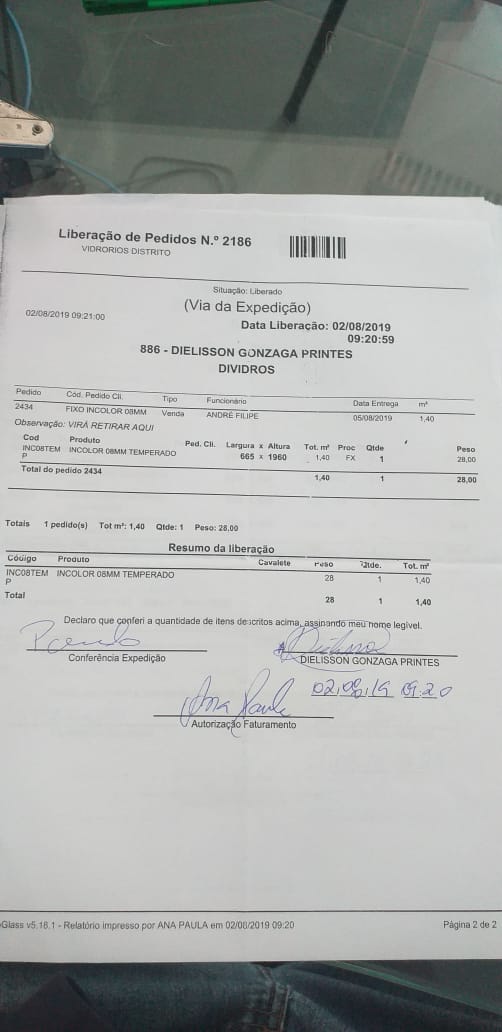 Liberação de Pedidos N.º 2186
VIDRORIOS DISTRITO
Situação: Liberado
(Via da Expedição)
02/08/2019 09:21:00
Data Liberação: 02/08/2019
09:20:59
886 - DIELISSON GONZAGA PRINTES
DIVIDROS
Pedido Cód. Pedido Cli. Tipo Funcionário Data Entrega m²
2434 FIXO INCOLOR 08MM Venda ANDRÉ FILIPE 05/08/2019 1,40
Observação: VIRÁ RETIRAR AQUI
Cod Produto Ped. Cli. Largura x Altura Tot. m² Proc Qtde Peso
INC08TEM INCOLOR 08MM TEMPERADO 665 x 1960 1,40 FX 1 28,00
P
Total do pedido 2434 1,40 1 28,00
Totais 1 pedido(s) Tot m²: 1,40 Qtde: 1 Peso: 28,00
Resumo da liberação
Código Produto Cavalete Peso Qtde. Tot. m²
INC08TEM INCOLOR 08MM TEMPERADO 28 1 1,40
P
Total 28 1 1,40
Declaro que conferi a quantidade de itens descritos acima, assinando meu nome legível.
Conferência Expedição
DIELISSON GONZAGA PRINTES
Ana Paula 02,08,19 09:20
Autorização Faturamento
Glass v5.16.1 - Relatório impresso por ANA PAULA em 02/08/2019 09:20 Página 2 de 2